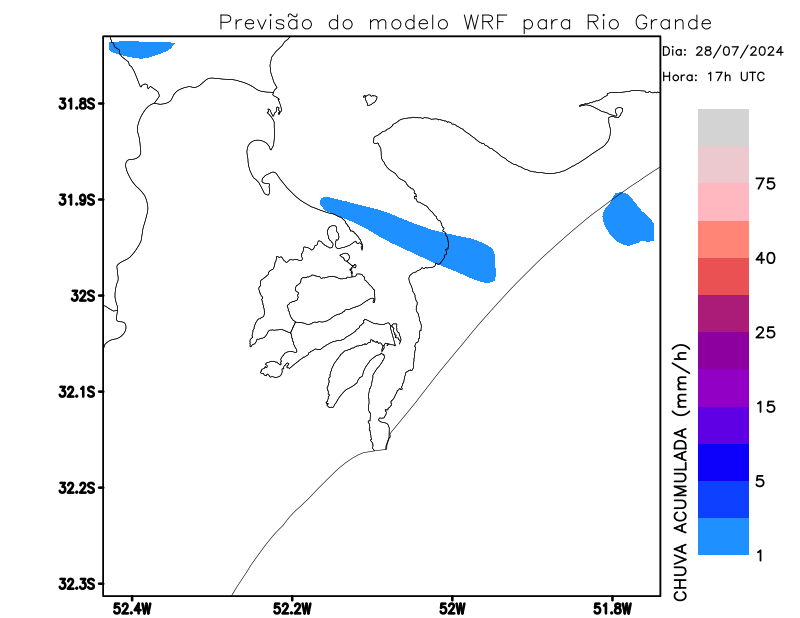 Previsão do modelo WRF para Rio Grande
Dia: 28/07/2024
Hora: 17h UTC
31.8S
31.9S
32S
32.1S
32.2S
32.3S
52.4W
52.2W
52W
51.8W
75
40
25
15
5
1
CHUVA ACUMULADA (mm/h)